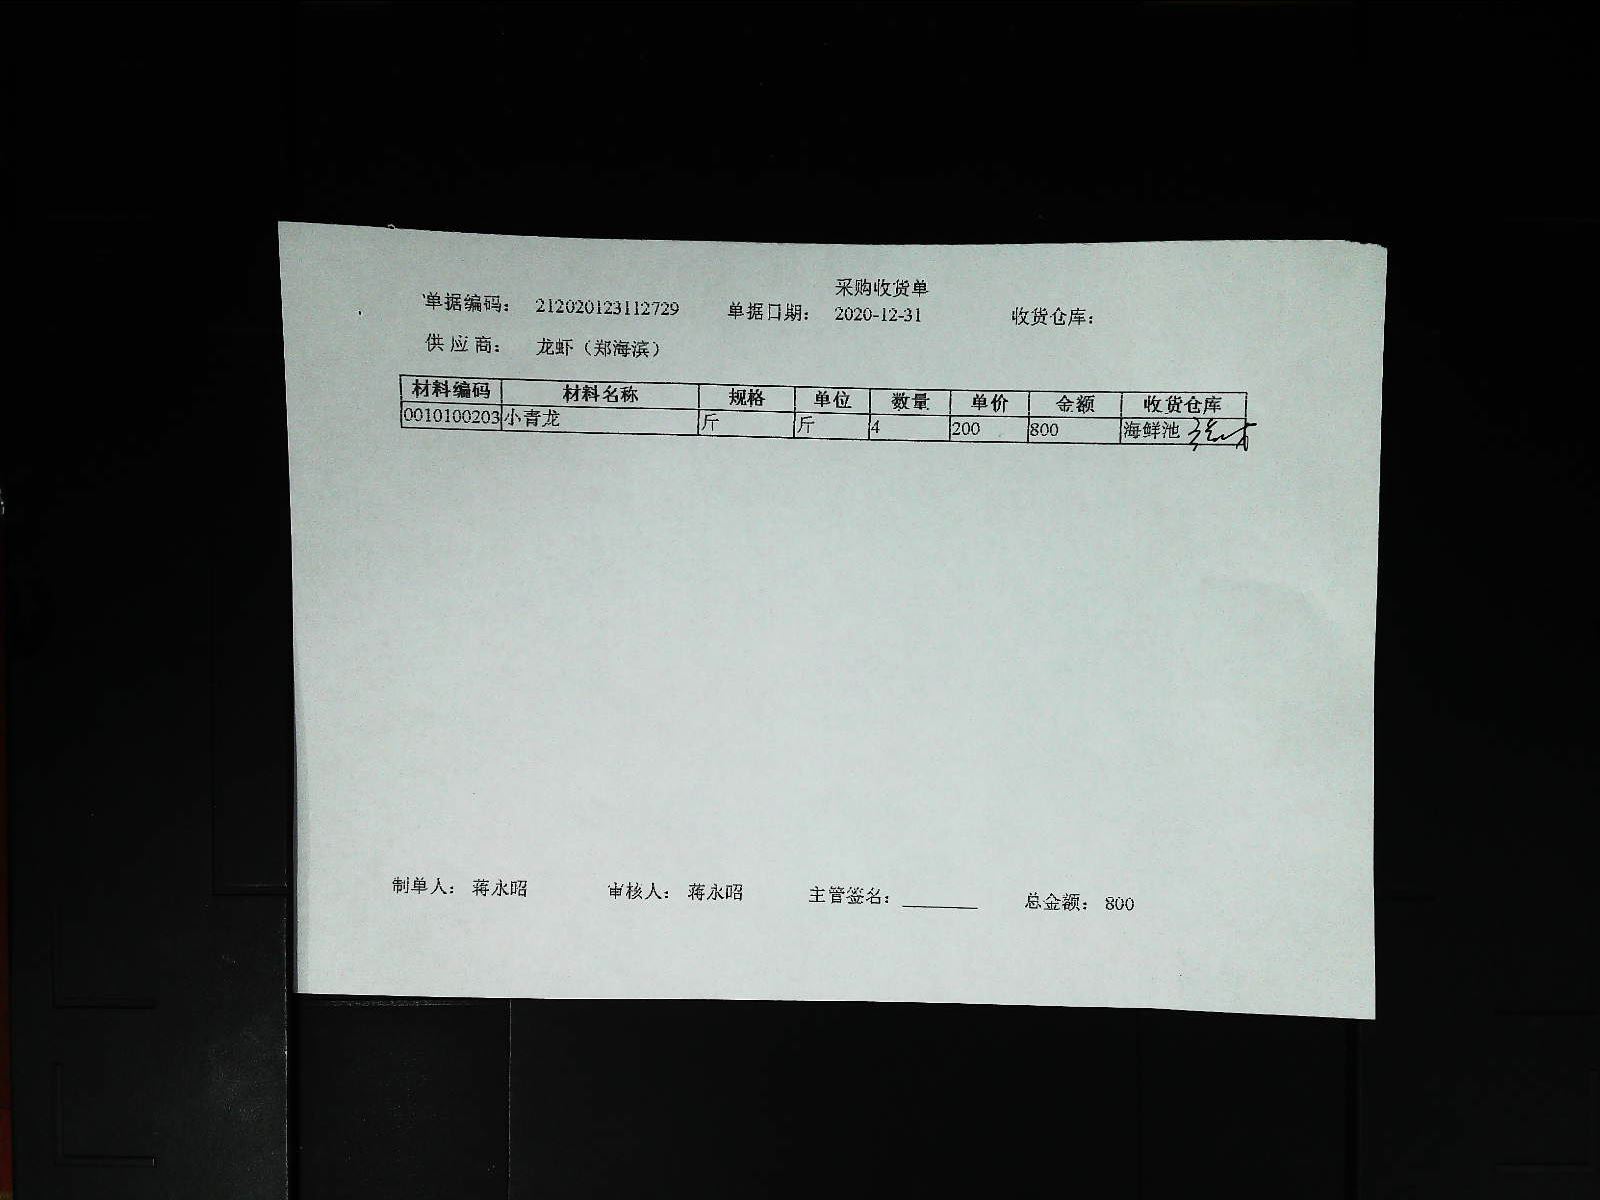 采购收货单
单据编码： 212020123112729 单据日期： 2020-12-31 收货仓库：
供应商： 龙虾（郑海滨）
材料编码 材料名称 规格 单位 数量 单价 金额 收货仓库
0010100203 小青龙 斤 斤 4 200 800 海鲜池
制单人： 蒋永昭 审核人： 蒋永昭 主管签名：________ 总金额： 800